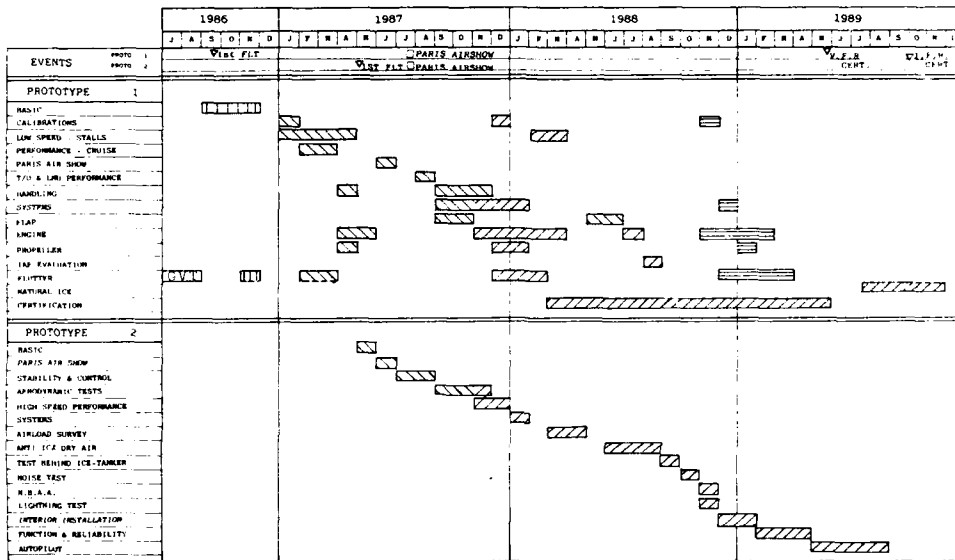 1986 1987 1988 1989
J A S O N D J F M A M J J A S O N D J F M A M J J A S O N D J F M A M J J A S O N
EVENTS PROTO 1 1st FLT PARIS AIRSHOW V.F.R CERT.
PROTO 2 1ST FLT PARIS AIRSHOW CERT
PROTOTYPE 1
BASIC
CALIBRATIONS
LOW SPEED - STALLS
PERFORMANCE - CRUISE
PARIS AIR SHOW
T/O & LND PERFORMANCE
HANDLING
SYSTEMS
FLAP
ENGINE
PROPELLER
IAF EVALUATION
FLUTTER GVT
NATURAL ICE
CERTIFICATION
PROTOTYPE 2
BASIC
PARIS AIR SHOW
STABILITY & CONTROL
AERODYNAMIC TESTS
HIGH SPEED PERFORMANCE
SYSTEMS
AIRLOAD SURVEY
ANTI ICE DRY AIR
TEST BEHIND ICE-TANKER
NOISE TEST
N.B.A.A.
LIGHTNING TEST
INTERIOR INSTALLATION
FUNCTION & RELIABILITY
AUTOPILOT